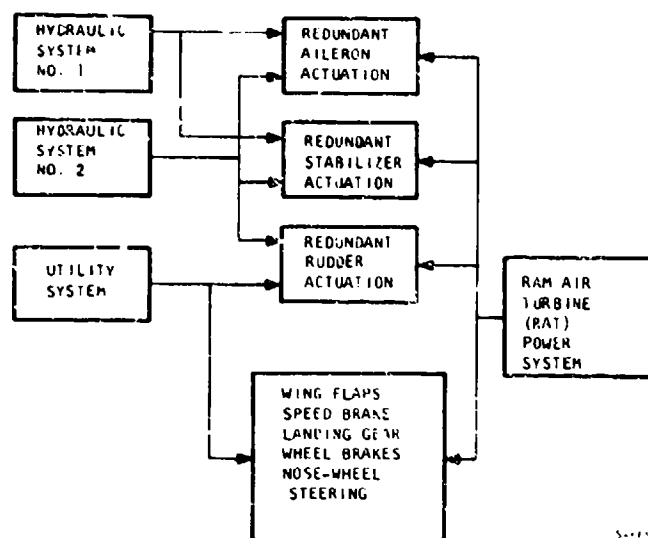 HYDRAULIC
SYSTEM
NO. 1
REDUNDANT
AILERON
ACTUATION
HYDRAULIC
SYSTEM
NO. 2
REDUNDANT
STABILIZER
ACTUATION
UTILITY
SYSTEM
REDUNDANT
RUDDER
ACTUATION
RAM AIR
TURBINE
(RAT)
POWER
SYSTEM
WING FLAPS
SPEED BRAKE
LANDING GEAR
WHEEL BRAKES
NOSE-WHEEL
STEERING